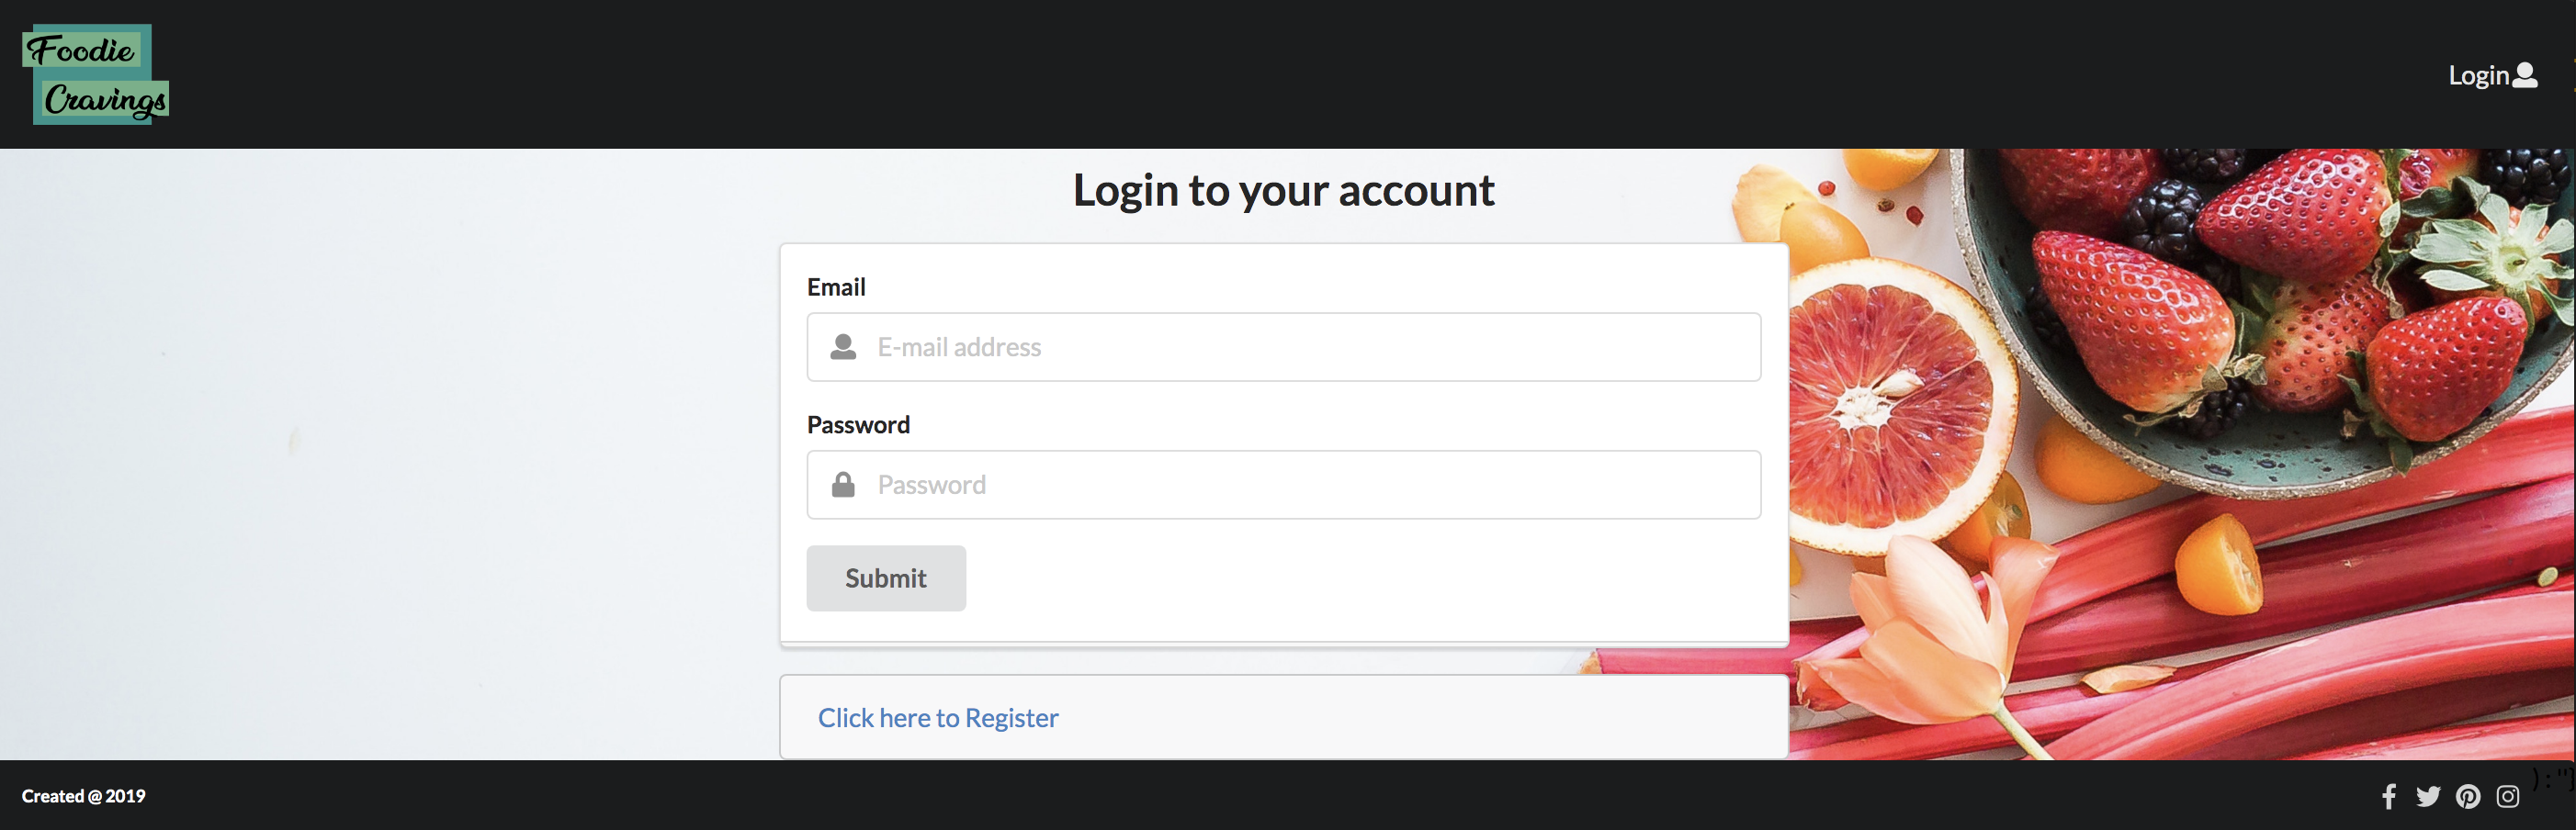 Foodie
Cravings
Login
Login to your account
Email
E-mail address
Password
Password
Submit
Click here to Register
Created @ 2019
):"]